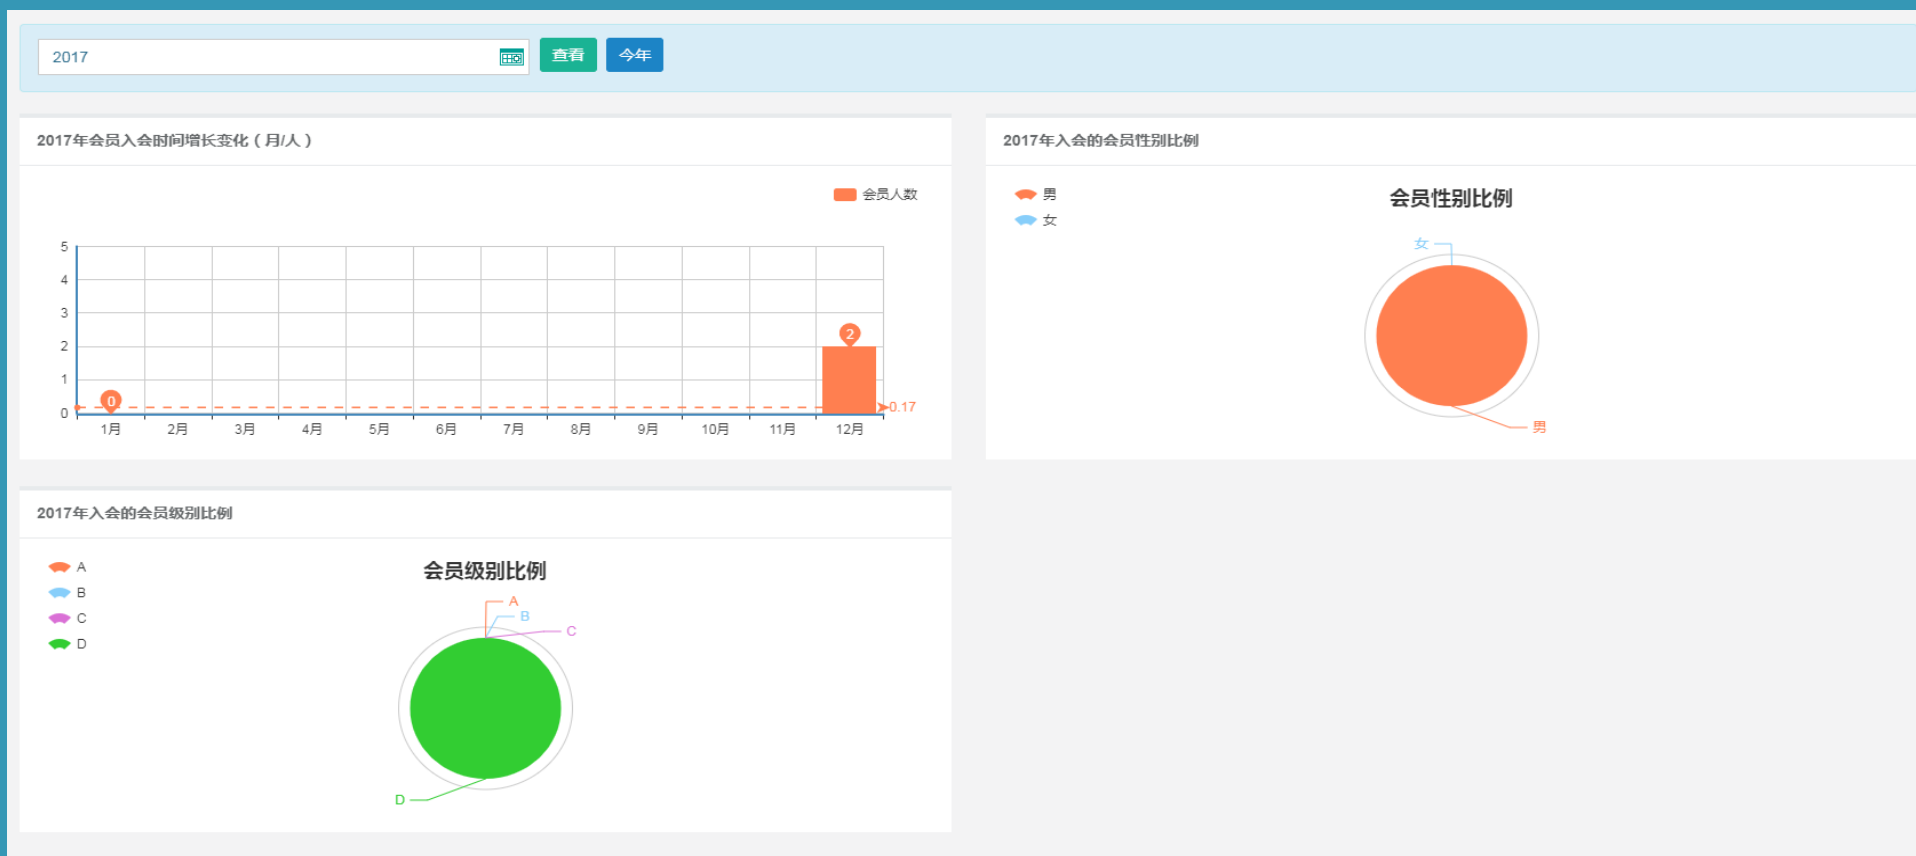 2017 查看 今年
2017年会员入会时间增长变化（月/人）
会员人数
5
4
3
2
1
0
2
0
0.17
1月 2月 3月 4月 5月 6月 7月 8月 9月 10月 11月 12月
2017年入会的会员性别比例
男
女
会员性别比例
女
男
2017年入会的会员级别比例
A
B
C
D
会员级别比例
A
B
C
D